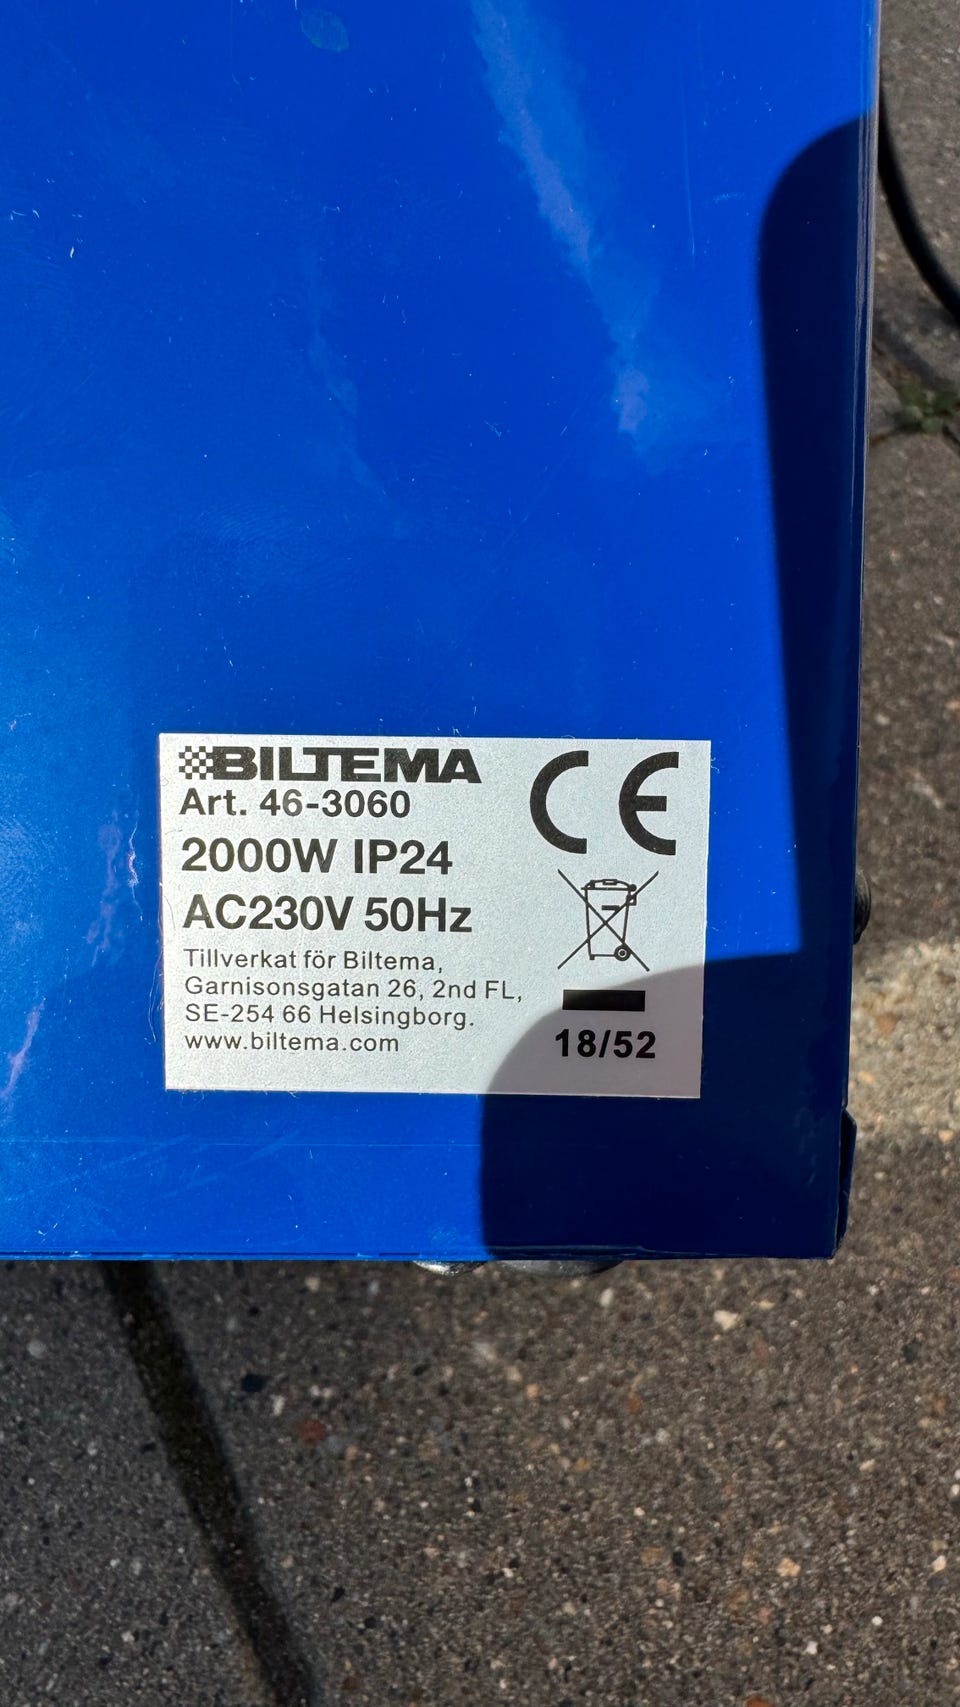 BILTEMA
Art. 46-3060
2000W IP24
AC230V 50Hz
Tillverkat för Biltema,
Garnisonsgatan 26, 2nd FL,
SE-254 66 Helsingborg.
www.biltema.com
CE
18/52